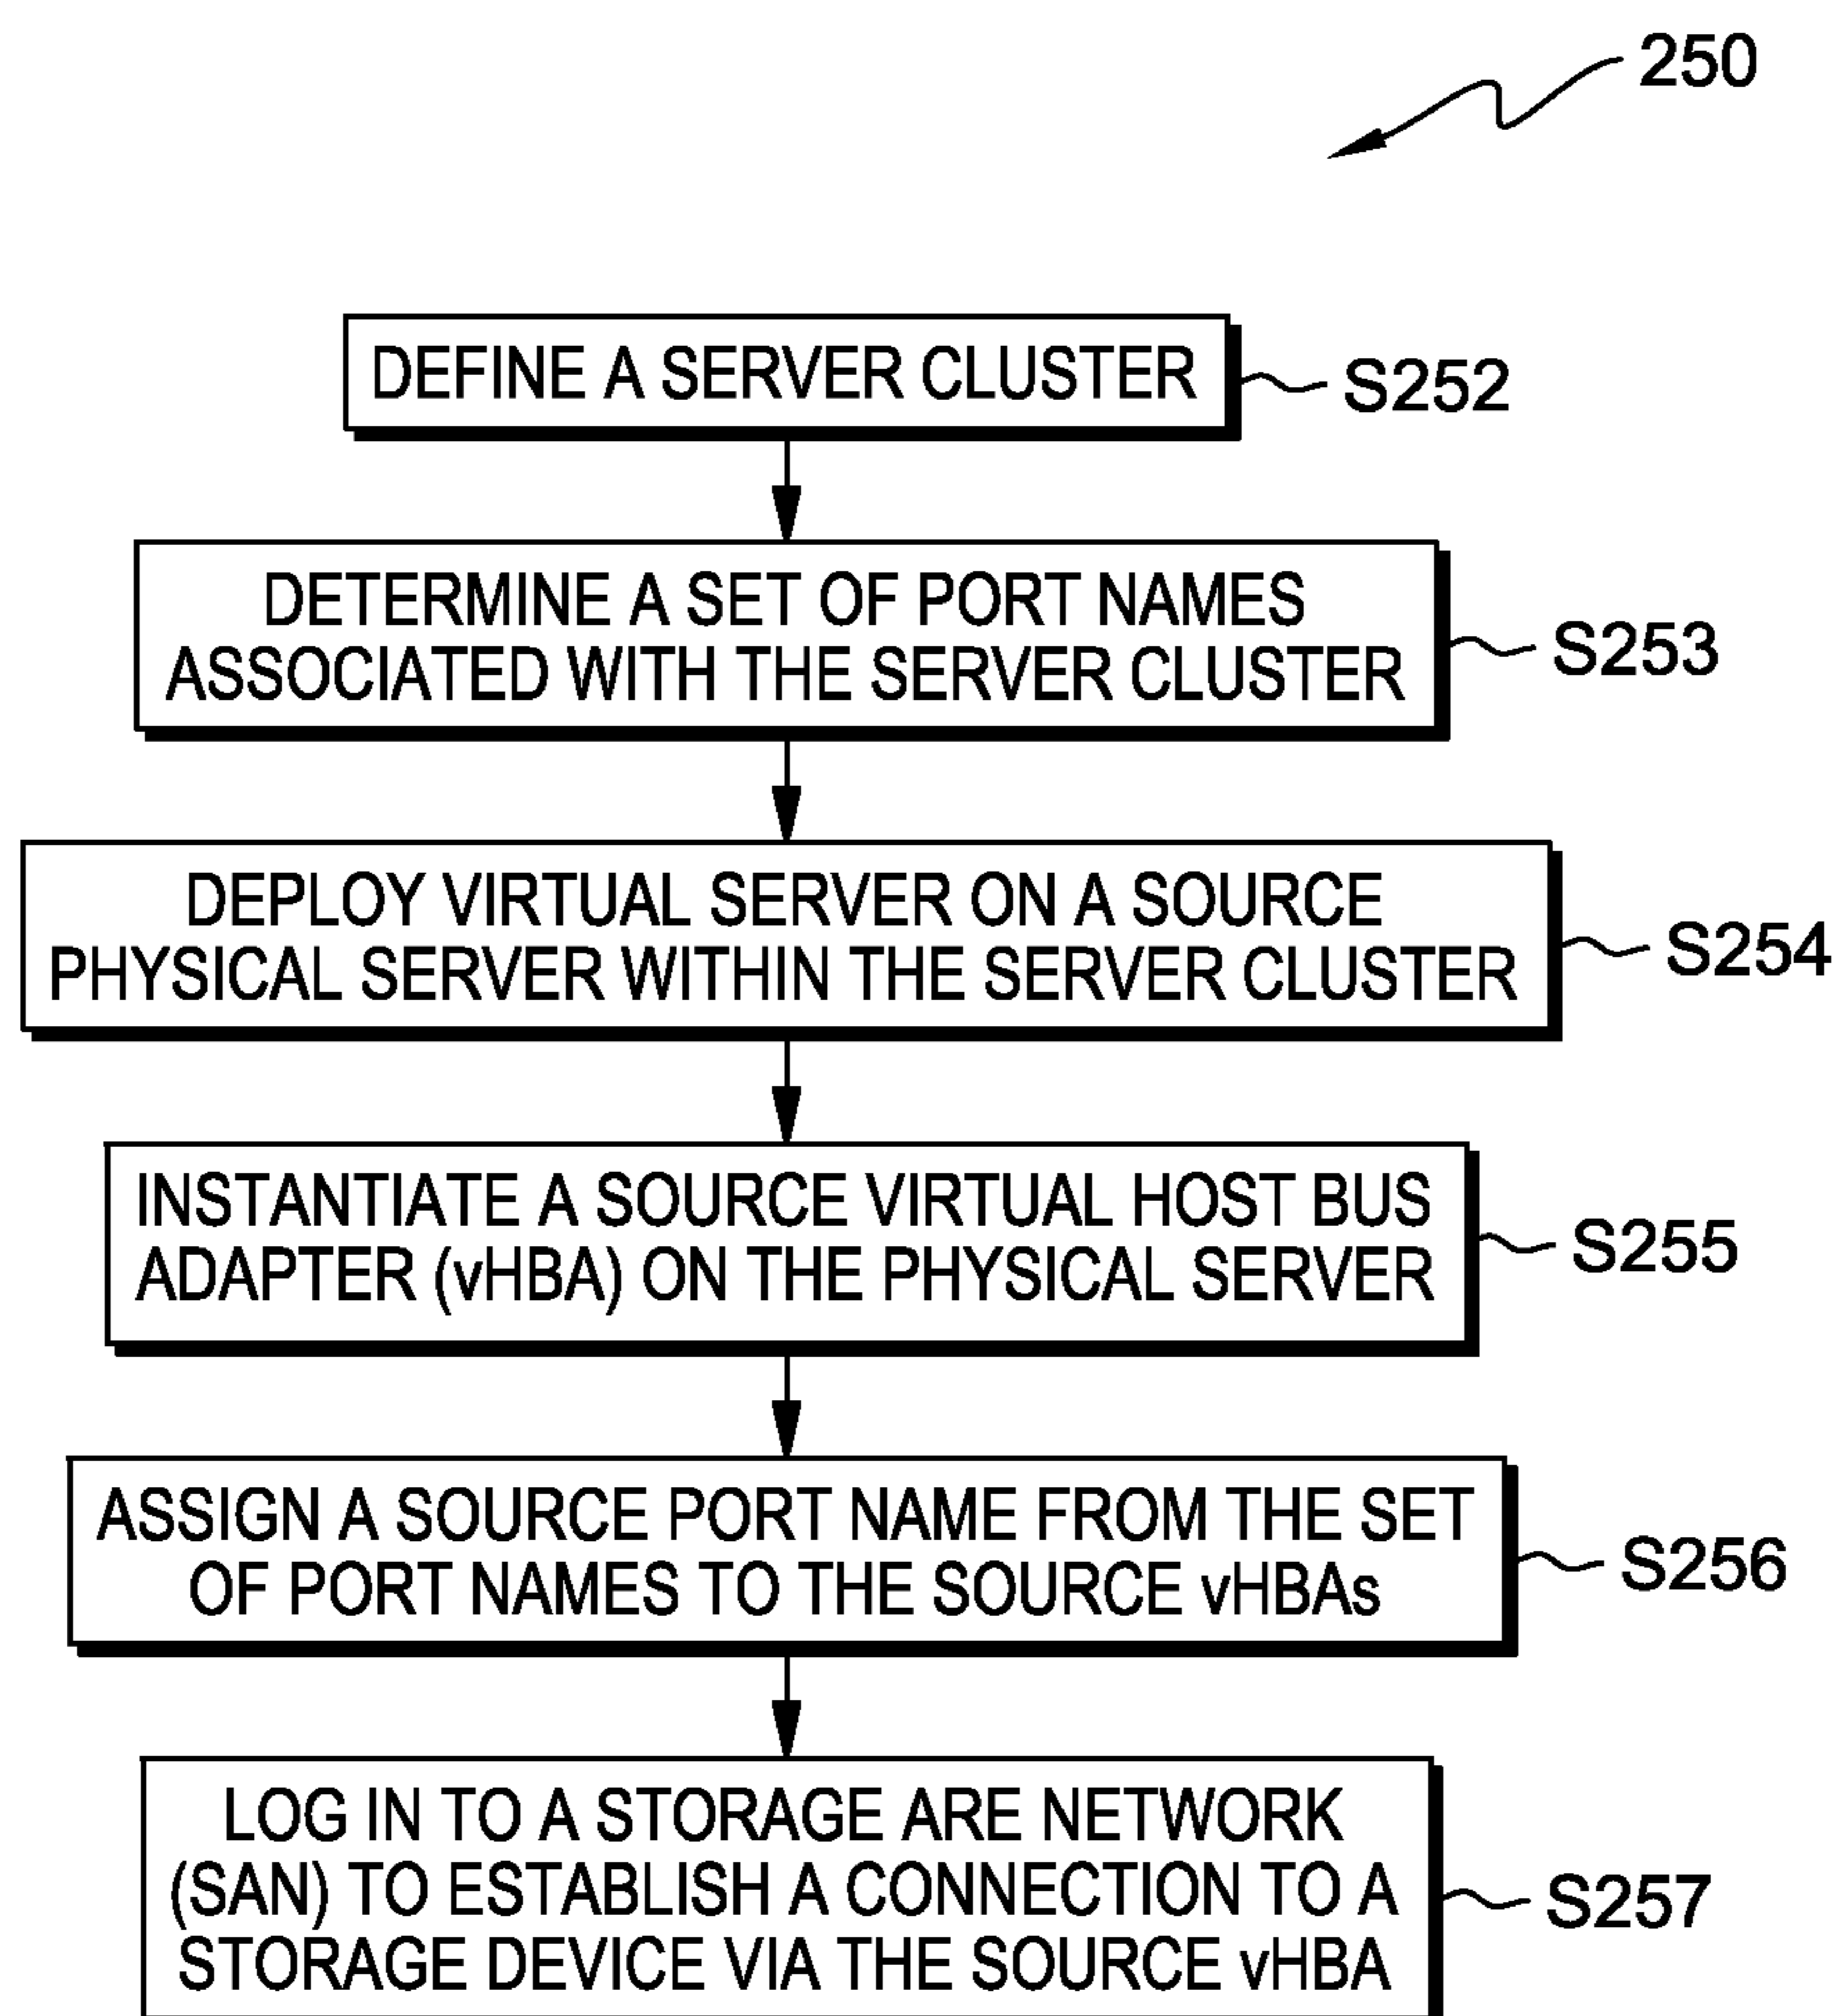 250
DEFINE A SERVER CLUSTER
S252
DETERMINE A SET OF PORT NAMES
ASSOCIATED WITH THE SERVER CLUSTER
S253
DEPLOY VIRTUAL SERVER ON A SOURCE
PHYSICAL SERVER WITHIN THE SERVER CLUSTER
S254
INSTANTIATE A SOURCE VIRTUAL HOST BUS
ADAPTER (vHBA) ON THE PHYSICAL SERVER
S255
ASSIGN A SOURCE PORT NAME FROM THE SET
OF PORT NAMES TO THE SOURCE vHBAs
S256
LOG IN TO A STORAGE ARE NETWORK
(SAN) TO ESTABLISH A CONNECTION TO A
STORAGE DEVICE VIA THE SOURCE vHBA
S257